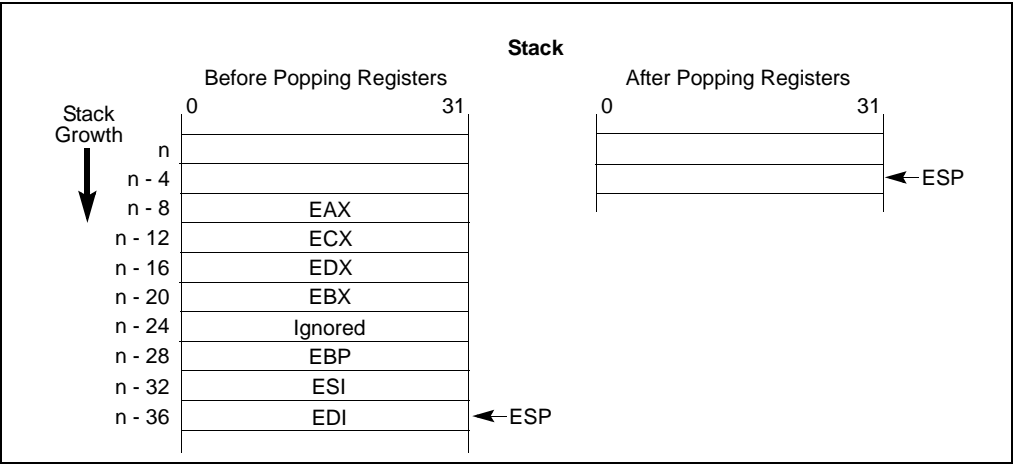 Stack
Before Popping Registers
After Popping Registers
0 31
0 31
Stack
Growth
n
n - 4
ESP
n - 8 EAX
n - 12 ECX
n - 16 EDX
n - 20 EBX
n - 24 Ignored
n - 28 EBP
n - 32 ESI
n - 36 EDI ESP